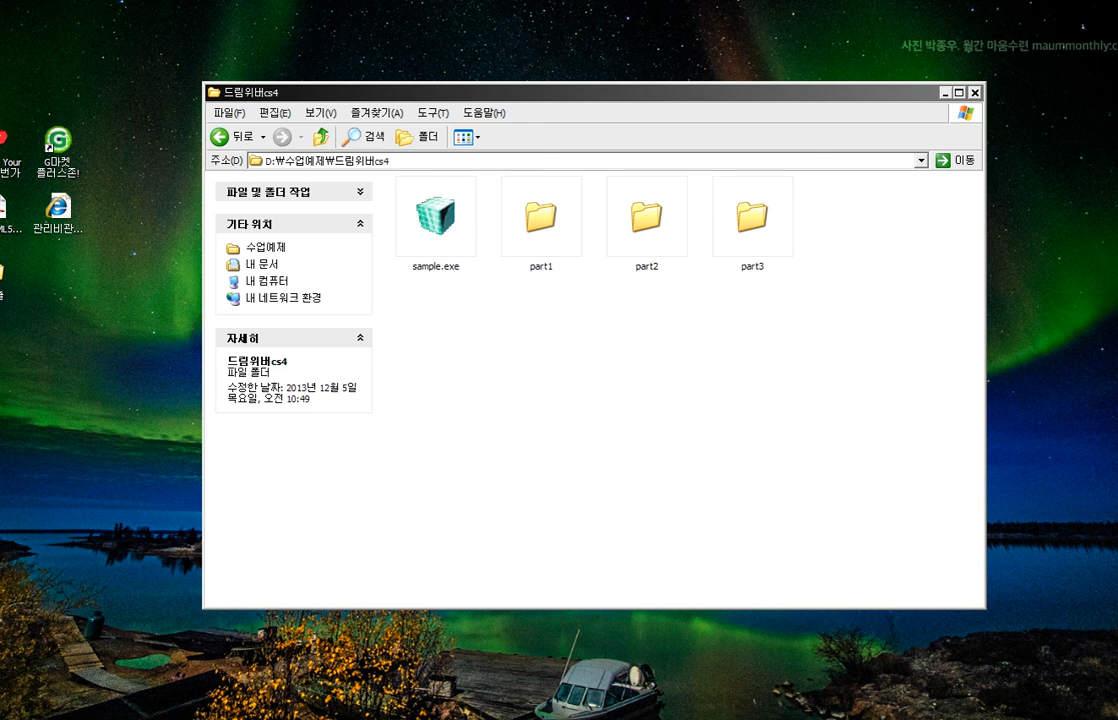 사진 박종우. 월간 마음수련 maummonthly.c
드림위버cs4
파일(F) 편집(E) 보기(V) 즐겨찾기(A) 도구(T) 도움말(H)
뒤로 검색 폴더
주소(D) D:\수업예제\드림위버cs4 이동
Your
번가
G마켓
플러스존!
ML5...
관리비관...
파일 및 폴더 작업
기타 위치
수업예제
내 문서
내 컴퓨터
내 네트워크 환경
자세히
드림위버cs4
파일 폴더
수정한 날짜: 2013년 12월 5일
목요일, 오전 10:49
sample.exe
part1
part2
part3